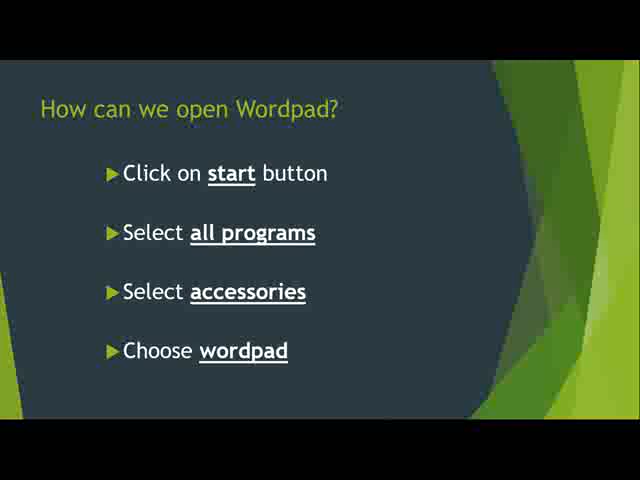 How can we open Wordpad?
Click on start button
Select all programs
Select accessories
Choose wordpad